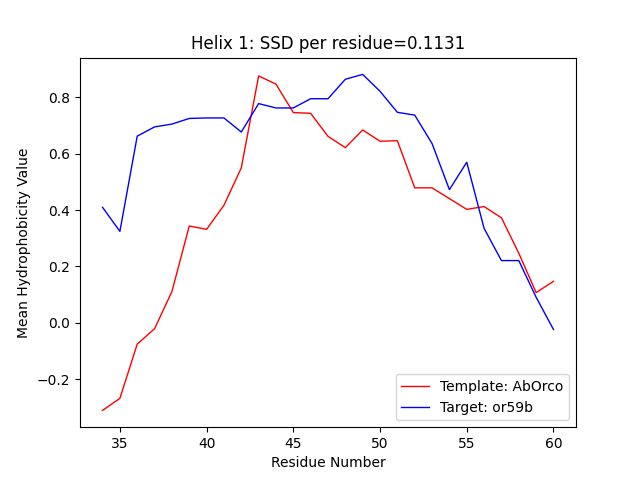 Helix 1: SSD per residue=0.1131
Mean Hydrophobicity Value
0.8
0.6
0.4
0.2
0.0
−0.2
Template: AbOrco
Target: or59b
35 40 45 50 55 60
Residue Number